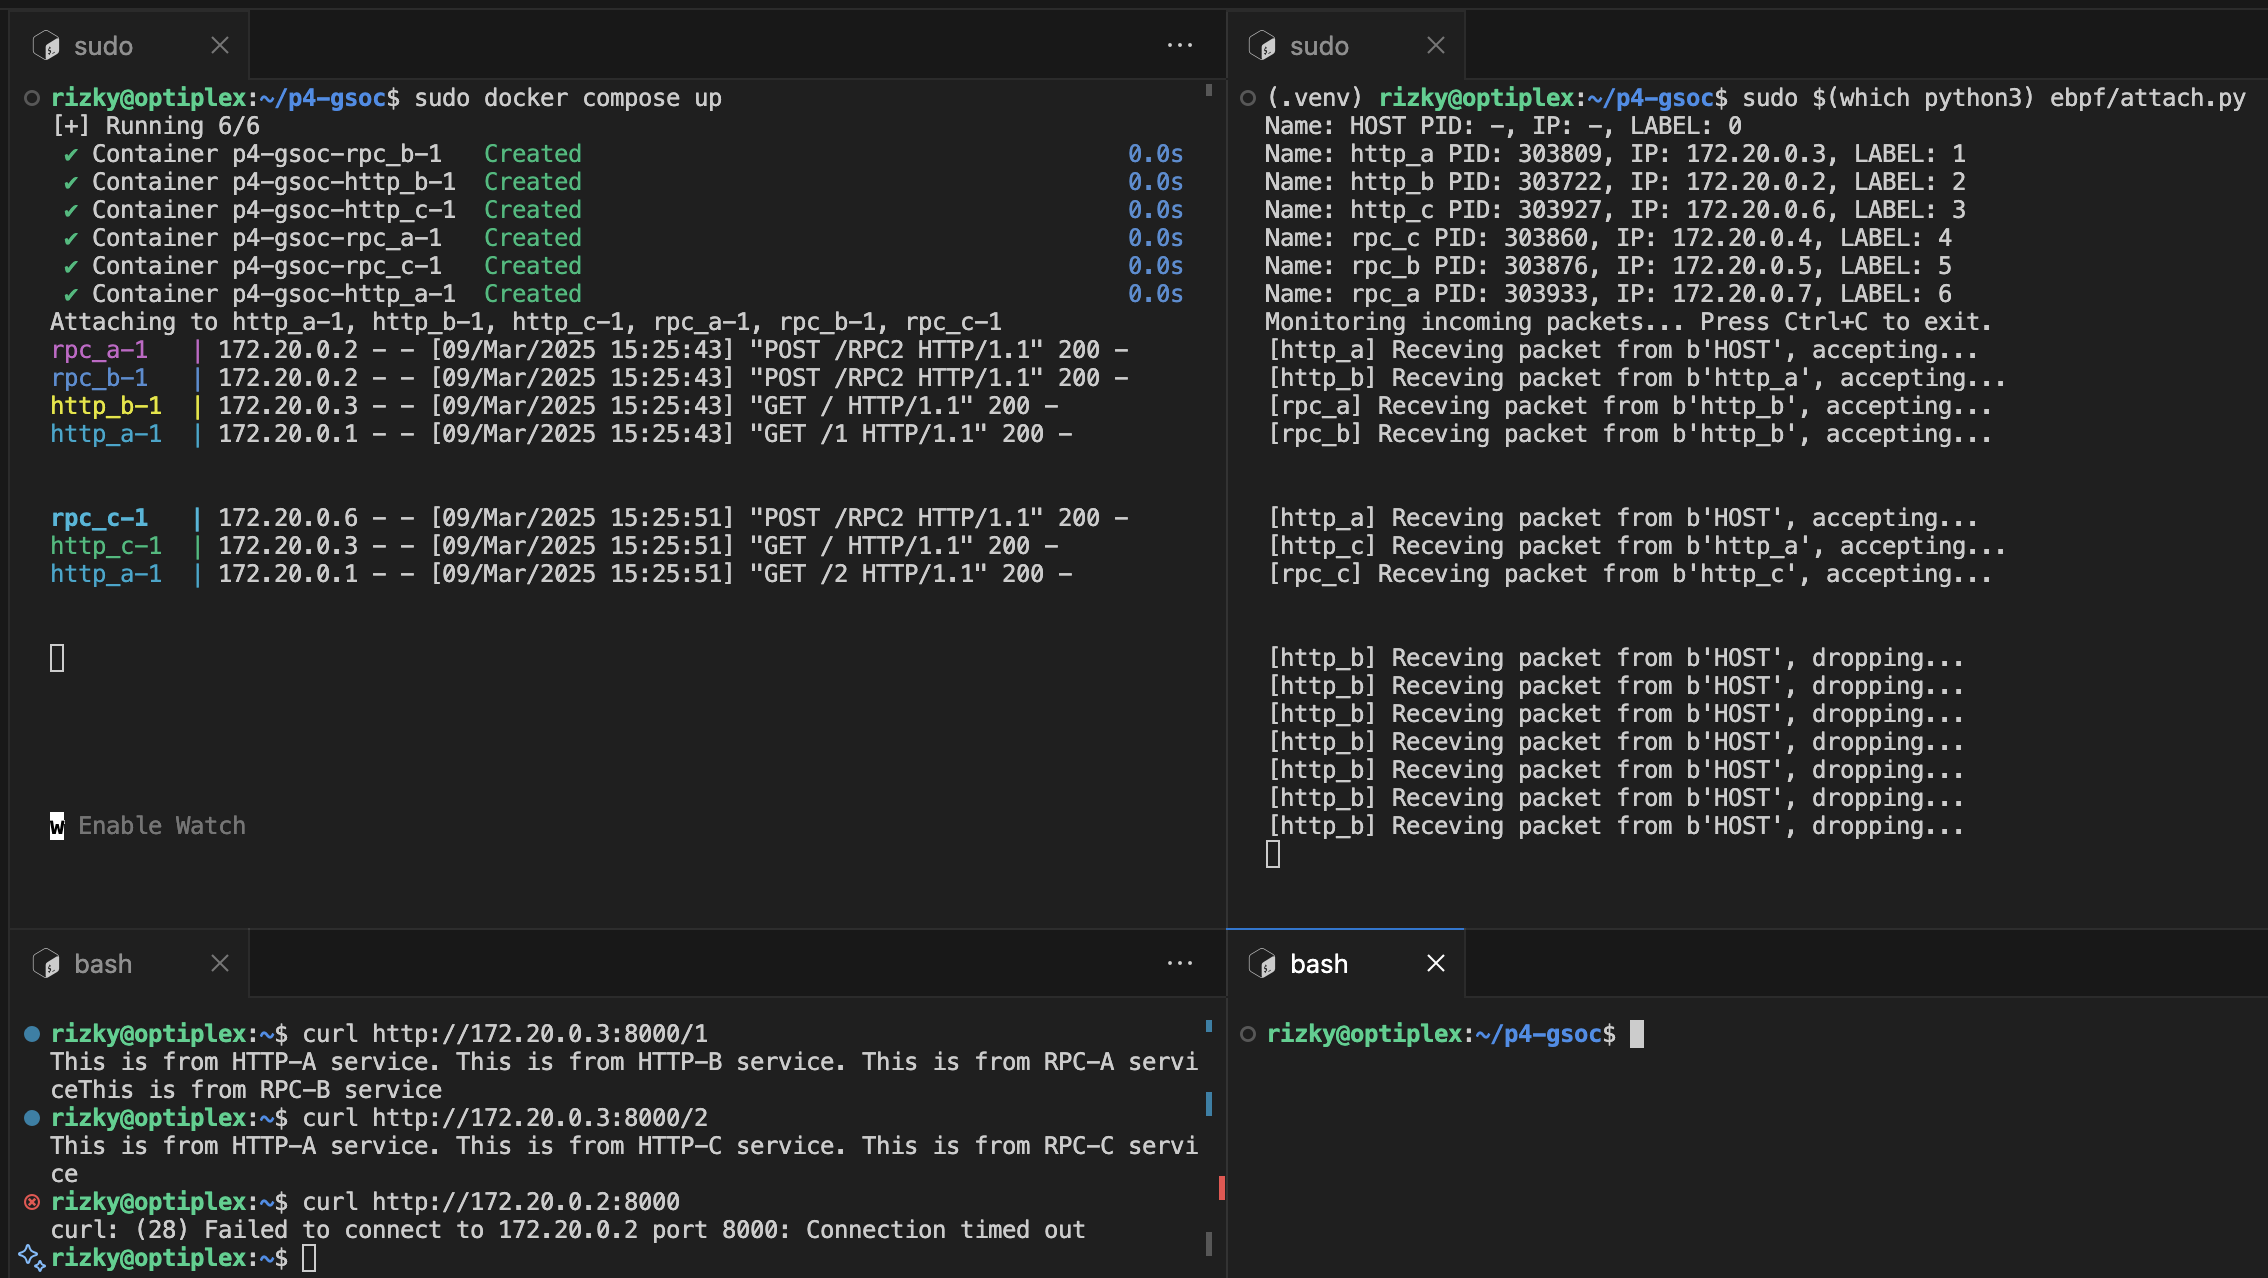 sudo
rizky@optiplex:~/p4-gsoc$ sudo docker compose up
[+] Running 6/6
✔ Container p4-gsoc-rpc_b-1 Created 0.0s
✔ Container p4-gsoc-http_b-1 Created 0.0s
✔ Container p4-gsoc-http_c-1 Created 0.0s
✔ Container p4-gsoc-rpc_a-1 Created 0.0s
✔ Container p4-gsoc-rpc_c-1 Created 0.0s
✔ Container p4-gsoc-http_a-1 Created 0.0s
Attaching to http_a-1, http_b-1, http_c-1, rpc_a-1, rpc_b-1, rpc_c-1
rpc_a-1 | 172.20.0.2 - - [09/Mar/2025 15:25:43] "POST /RPC2 HTTP/1.1" 200 -
rpc_b-1 | 172.20.0.2 - - [09/Mar/2025 15:25:43] "POST /RPC2 HTTP/1.1" 200 -
http_b-1 | 172.20.0.3 - - [09/Mar/2025 15:25:43] "GET / HTTP/1.1" 200 -
http_a-1 | 172.20.0.1 - - [09/Mar/2025 15:25:43] "GET /1 HTTP/1.1" 200 -
rpc_c-1 | 172.20.0.6 - - [09/Mar/2025 15:25:51] "POST /RPC2 HTTP/1.1" 200 -
http_c-1 | 172.20.0.3 - - [09/Mar/2025 15:25:51] "GET / HTTP/1.1" 200 -
http_a-1 | 172.20.0.1 - - [09/Mar/2025 15:25:51] "GET /2 HTTP/1.1" 200 -
w Enable Watch
sudo
(.venv) rizky@optiplex:~/p4-gsoc$ sudo $(which python3) ebpf/attach.py
Name: HOST PID: -, IP: -, LABEL: 0
Name: http_a PID: 303809, IP: 172.20.0.3, LABEL: 1
Name: http_b PID: 303722, IP: 172.20.0.2, LABEL: 2
Name: http_c PID: 303927, IP: 172.20.0.6, LABEL: 3
Name: rpc_c PID: 303860, IP: 172.20.0.4, LABEL: 4
Name: rpc_b PID: 303876, IP: 172.20.0.5, LABEL: 5
Name: rpc_a PID: 303933, IP: 172.20.0.7, LABEL: 6
Monitoring incoming packets... Press Ctrl+C to exit.
[http_a] Receving packet from b'HOST', accepting...
[http_b] Receving packet from b'http_a', accepting...
[rpc_a] Receving packet from b'http_b', accepting...
[rpc_b] Receving packet from b'http_b', accepting...
[http_a] Receving packet from b'HOST', accepting...
[http_c] Receving packet from b'http_a', accepting...
[rpc_c] Receving packet from b'http_c', accepting...
[http_b] Receving packet from b'HOST', dropping...
[http_b] Receving packet from b'HOST', dropping...
[http_b] Receving packet from b'HOST', dropping...
[http_b] Receving packet from b'HOST', dropping...
[http_b] Receving packet from b'HOST', dropping...
[http_b] Receving packet from b'HOST', dropping...
[http_b] Receving packet from b'HOST', dropping...
bash
rizky@optiplex:~$ curl http://172.20.0.3:8000/1
This is from HTTP-A service. This is from HTTP-B service. This is from RPC-A servi
ceThis is from RPC-B service
rizky@optiplex:~$ curl http://172.20.0.3:8000/2
This is from HTTP-A service. This is from HTTP-C service. This is from RPC-C servi
ce
rizky@optiplex:~$ curl http://172.20.0.2:8000
curl: (28) Failed to connect to 172.20.0.2 port 8000: Connection timed out
rizky@optiplex:~$
bash
rizky@optiplex:~/p4-gsoc$